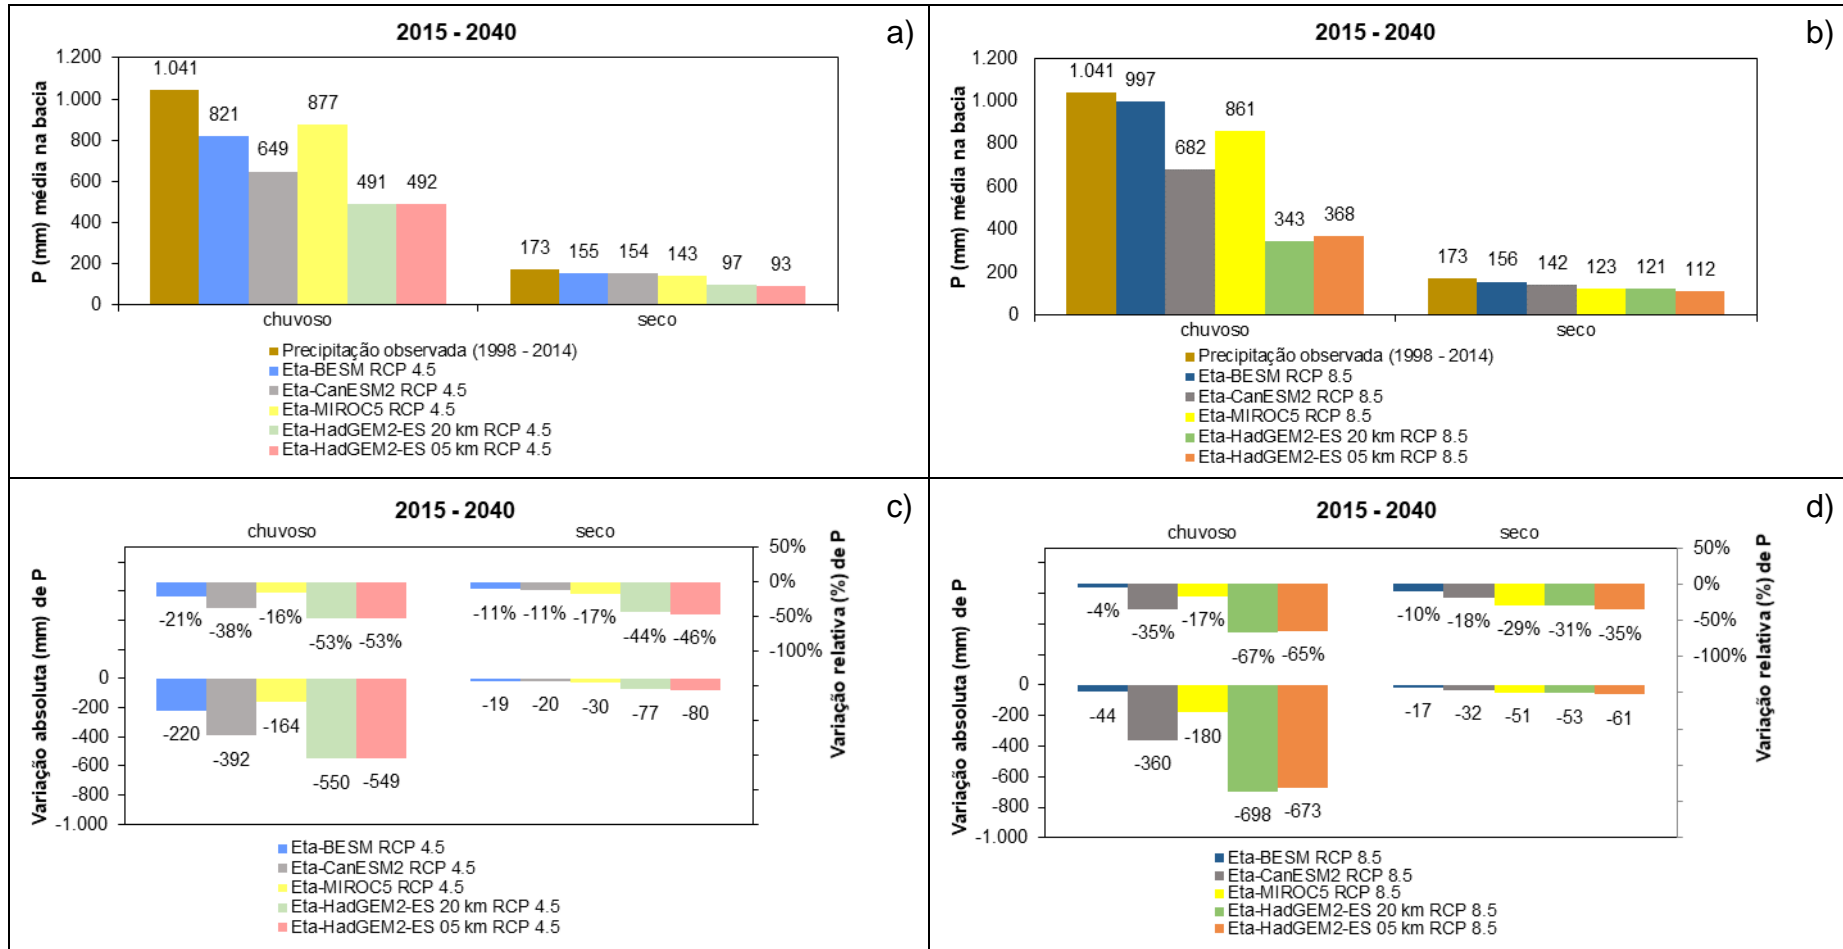 a)
2015 - 2040
P (mm) média na bacia
1.200
1.000
800
600
400
200
0
1.041
821
649
877
491
492
173
155
154
143
97
93
chuvoso
seco
Precipitação observada (1998 - 2014)
Eta-BESM RCP 4.5
Eta-CanESM2 RCP 4.5
Eta-MIROC5 RCP 4.5
Eta-HadGEM2-ES 20 km RCP 4.5
Eta-HadGEM2-ES 05 km RCP 4.5
b)
2015 - 2040
P (mm) média na bacia
1.200
1.000
800
600
400
200
0
1.041
997
682
861
343
368
173
156
142
123
121
112
chuvoso
seco
Precipitação observada (1998 - 2014)
Eta-BESM RCP 8.5
Eta-CanESM2 RCP 8.5
Eta-MIROC5 RCP 8.5
Eta-HadGEM2-ES 20 km RCP 8.5
Eta-HadGEM2-ES 05 km RCP 8.5
c)
2015 - 2040
chuvoso
seco
Variação absoluta (mm) de P
Variação relativa (%) de P
50%
0%
-50%
-100%
-21%
-38%
-16%
-53%
-53%
-11%
-11%
-17%
-44%
-46%
0
-200
-400
-600
-800
-1.000
-220
-392
-164
-550
-549
-19
-20
-30
-77
-80
Eta-BESM RCP 4.5
Eta-CanESM2 RCP 4.5
Eta-MIROC5 RCP 4.5
Eta-HadGEM2-ES 20 km RCP 4.5
Eta-HadGEM2-ES 05 km RCP 4.5
d)
2015 - 2040
chuvoso
seco
Variação absoluta (mm) de P
Variação relativa (%) de P
50%
0%
-50%
-100%
-4%
-35%
-17%
-67%
-65%
-10%
-18%
-29%
-31%
-35%
0
-200
-400
-600
-800
-1.000
-44
-360
-180
-698
-673
-17
-32
-51
-53
-61
Eta-BESM RCP 8.5
Eta-CanESM2 RCP 8.5
Eta-MIROC5 RCP 8.5
Eta-HadGEM2-ES 20 km RCP 8.5
Eta-HadGEM2-ES 05 km RCP 8.5